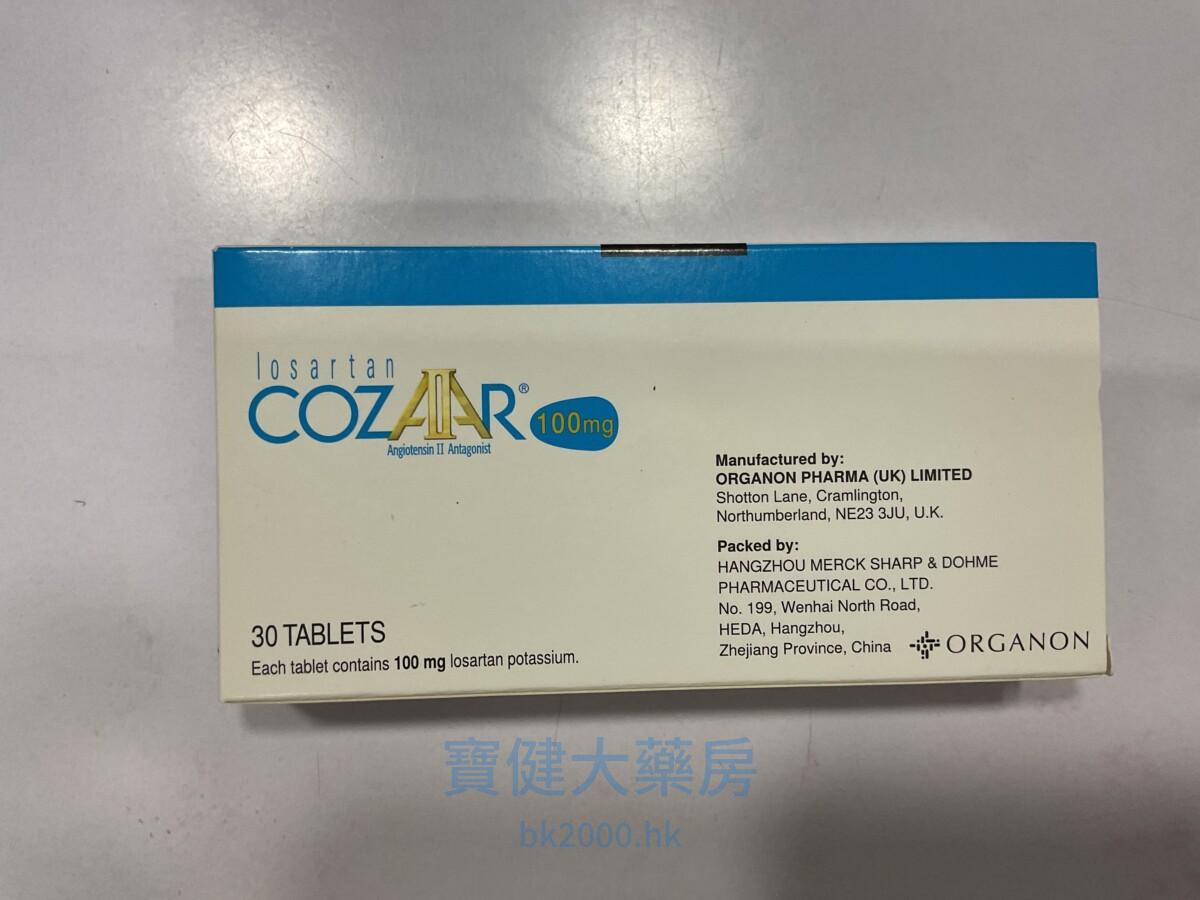 losartan
COZAAR® 100mg
Angiotensin II Antagonist
Manufactured by:
ORGANON PHARMA (UK) LIMITED
Shotton Lane, Cramlington,
Northumberland, NE23 3JU, U.K.
Packed by:
HANGZHOU MERCK SHARP & DOHME
PHARMACEUTICAL CO., LTD.
No. 199, Wenhai North Road,
HEDA, Hangzhou,
Zhejiang Province, China
ORGANON
30 TABLETS
Each tablet contains 100 mg losartan potassium.
寶健大藥房
bk2000.hk